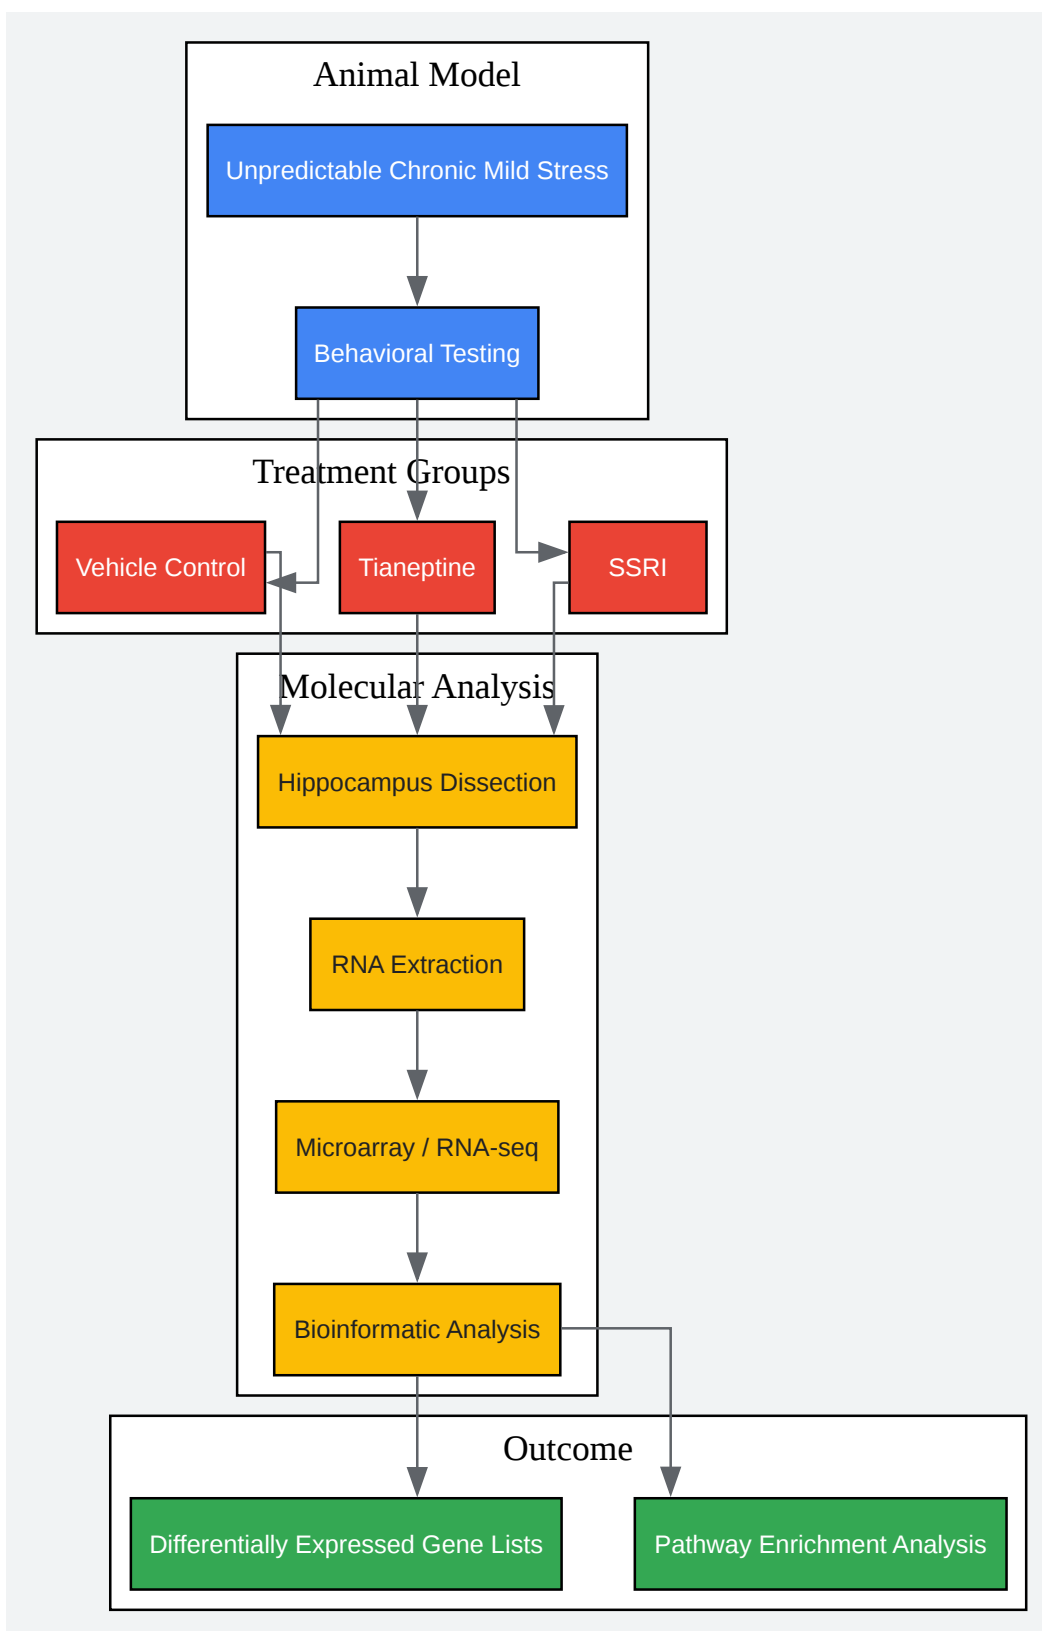 Animal Model
Unpredictable Chronic Mild Stress
Behavioral Testing
Treatment Groups
Vehicle Control
Tianeptine
SSRI
Molecular Analysis
Hippocampus Dissection
RNA Extraction
Microarray / RNA-seq
Bioinformatic Analysis
Outcome
Differentially Expressed Gene Lists
Pathway Enrichment Analysis